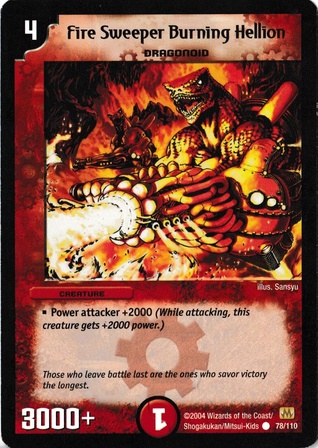 4
Fire Sweeper Burning Hellion
DRAGONOID
illus. Sansyu
CREATURE
▪ Power attacker +2000 (While attacking, this
creature gets +2000 power.)
Those who leave battle last are the ones who savor victory
the longest.
3000+
1
©2004 Wizards of the Coast/
Shogakukan/Mitsui-Kids ● 78/110